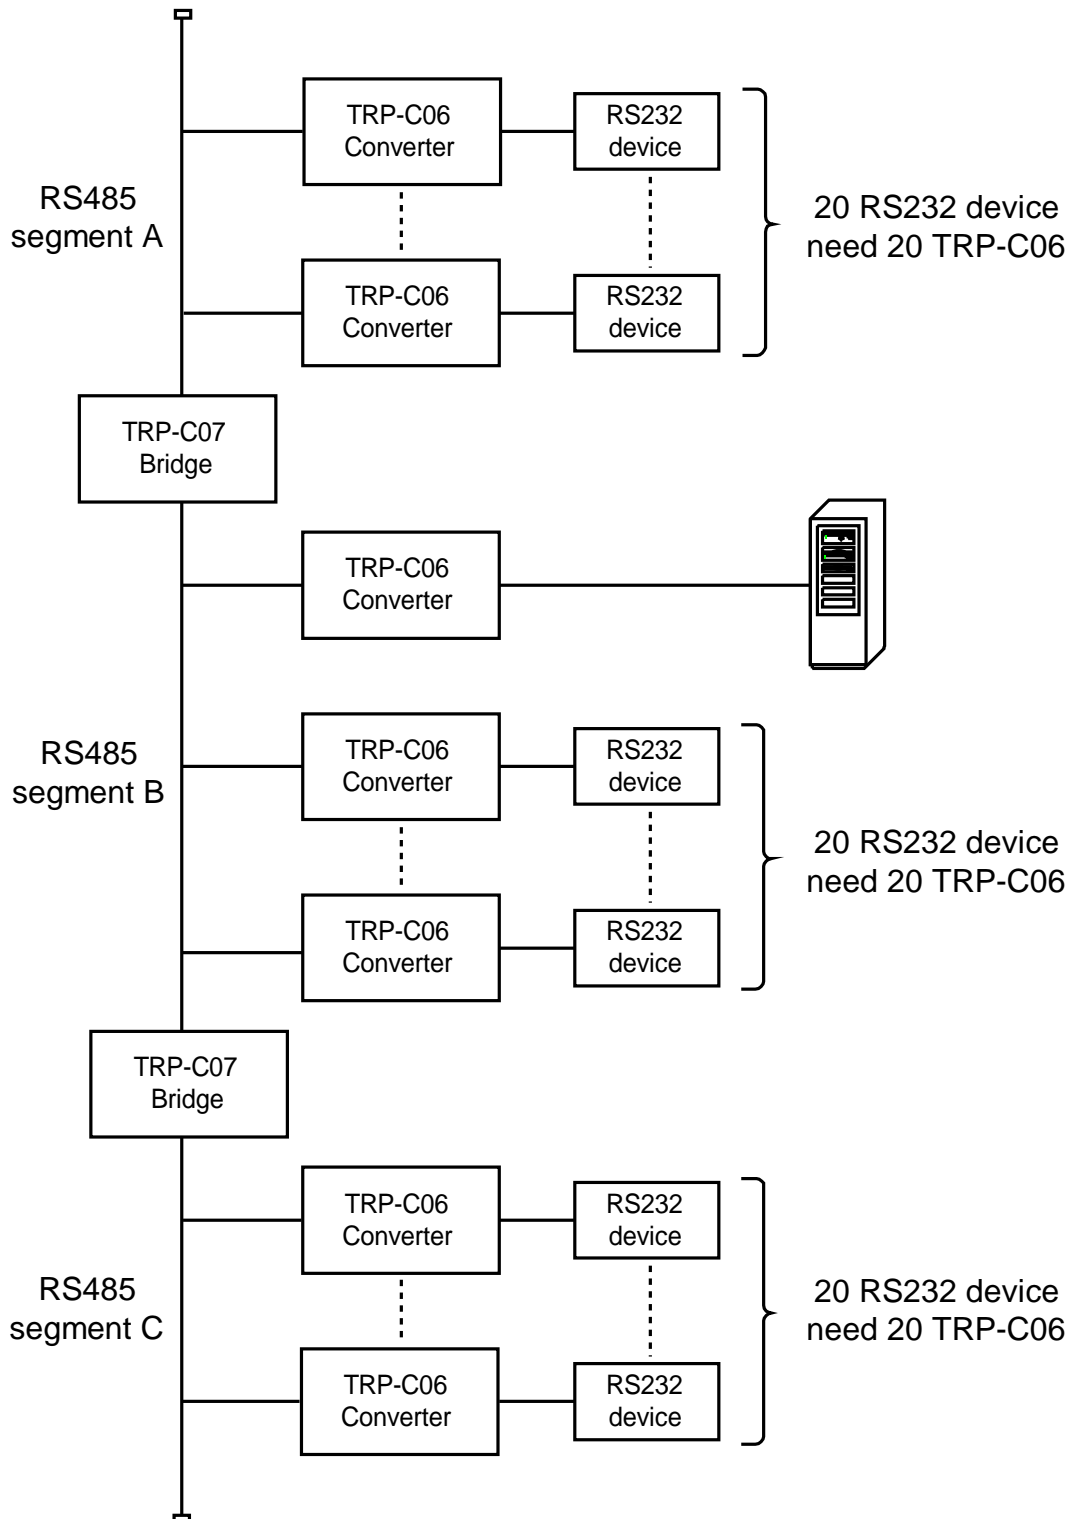 TRP-C06
Converter
RS232
device
RS485
segment A
20 RS232 device
need 20 TRP-C06
TRP-C06
Converter
RS232
device
TRP-C07
Bridge
TRP-C06
Converter
RS485
segment B
TRP-C06
Converter
RS232
device
20 RS232 device
need 20 TRP-C06
TRP-C06
Converter
RS232
device
TRP-C07
Bridge
TRP-C06
Converter
RS232
device
RS485
segment C
20 RS232 device
need 20 TRP-C06
TRP-C06
Converter
RS232
device